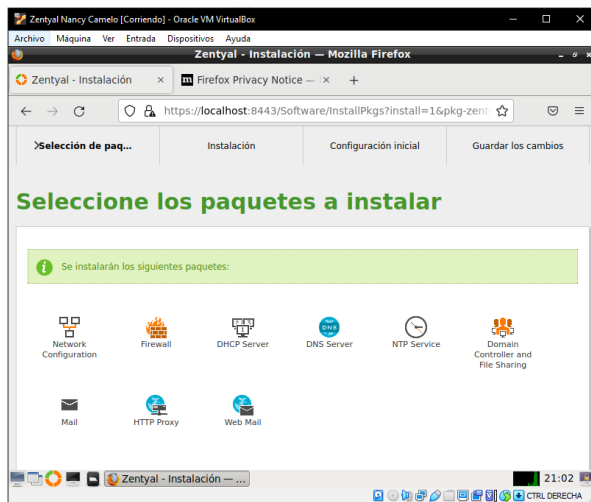 Zentyal Nancy Camelo [Corriendo] - Oracle VM VirtualBox
Archivo Máquina Ver Entrada Dispositivos Ayuda
Zentyal - Instalación — Mozilla Firefox
Zentyal - Instalación
Firefox Privacy Notice —
https://localhost:8443/Software/InstallPkgs?install=1&pkg-zent
Selección de paq...
Instalación
Configuración inicial
Guardar los cambios
Seleccione los paquetes a instalar
Se instalarán los siguientes paquetes:
Network
Configuration
Firewall
DHCP Server
DNS
DNS Server
NTP Service
Domain
Controller and
File Sharing
Mail
HTTP Proxy
Web Mail
Zentyal - Instalación — ...
21:02
CTRL DERECHA